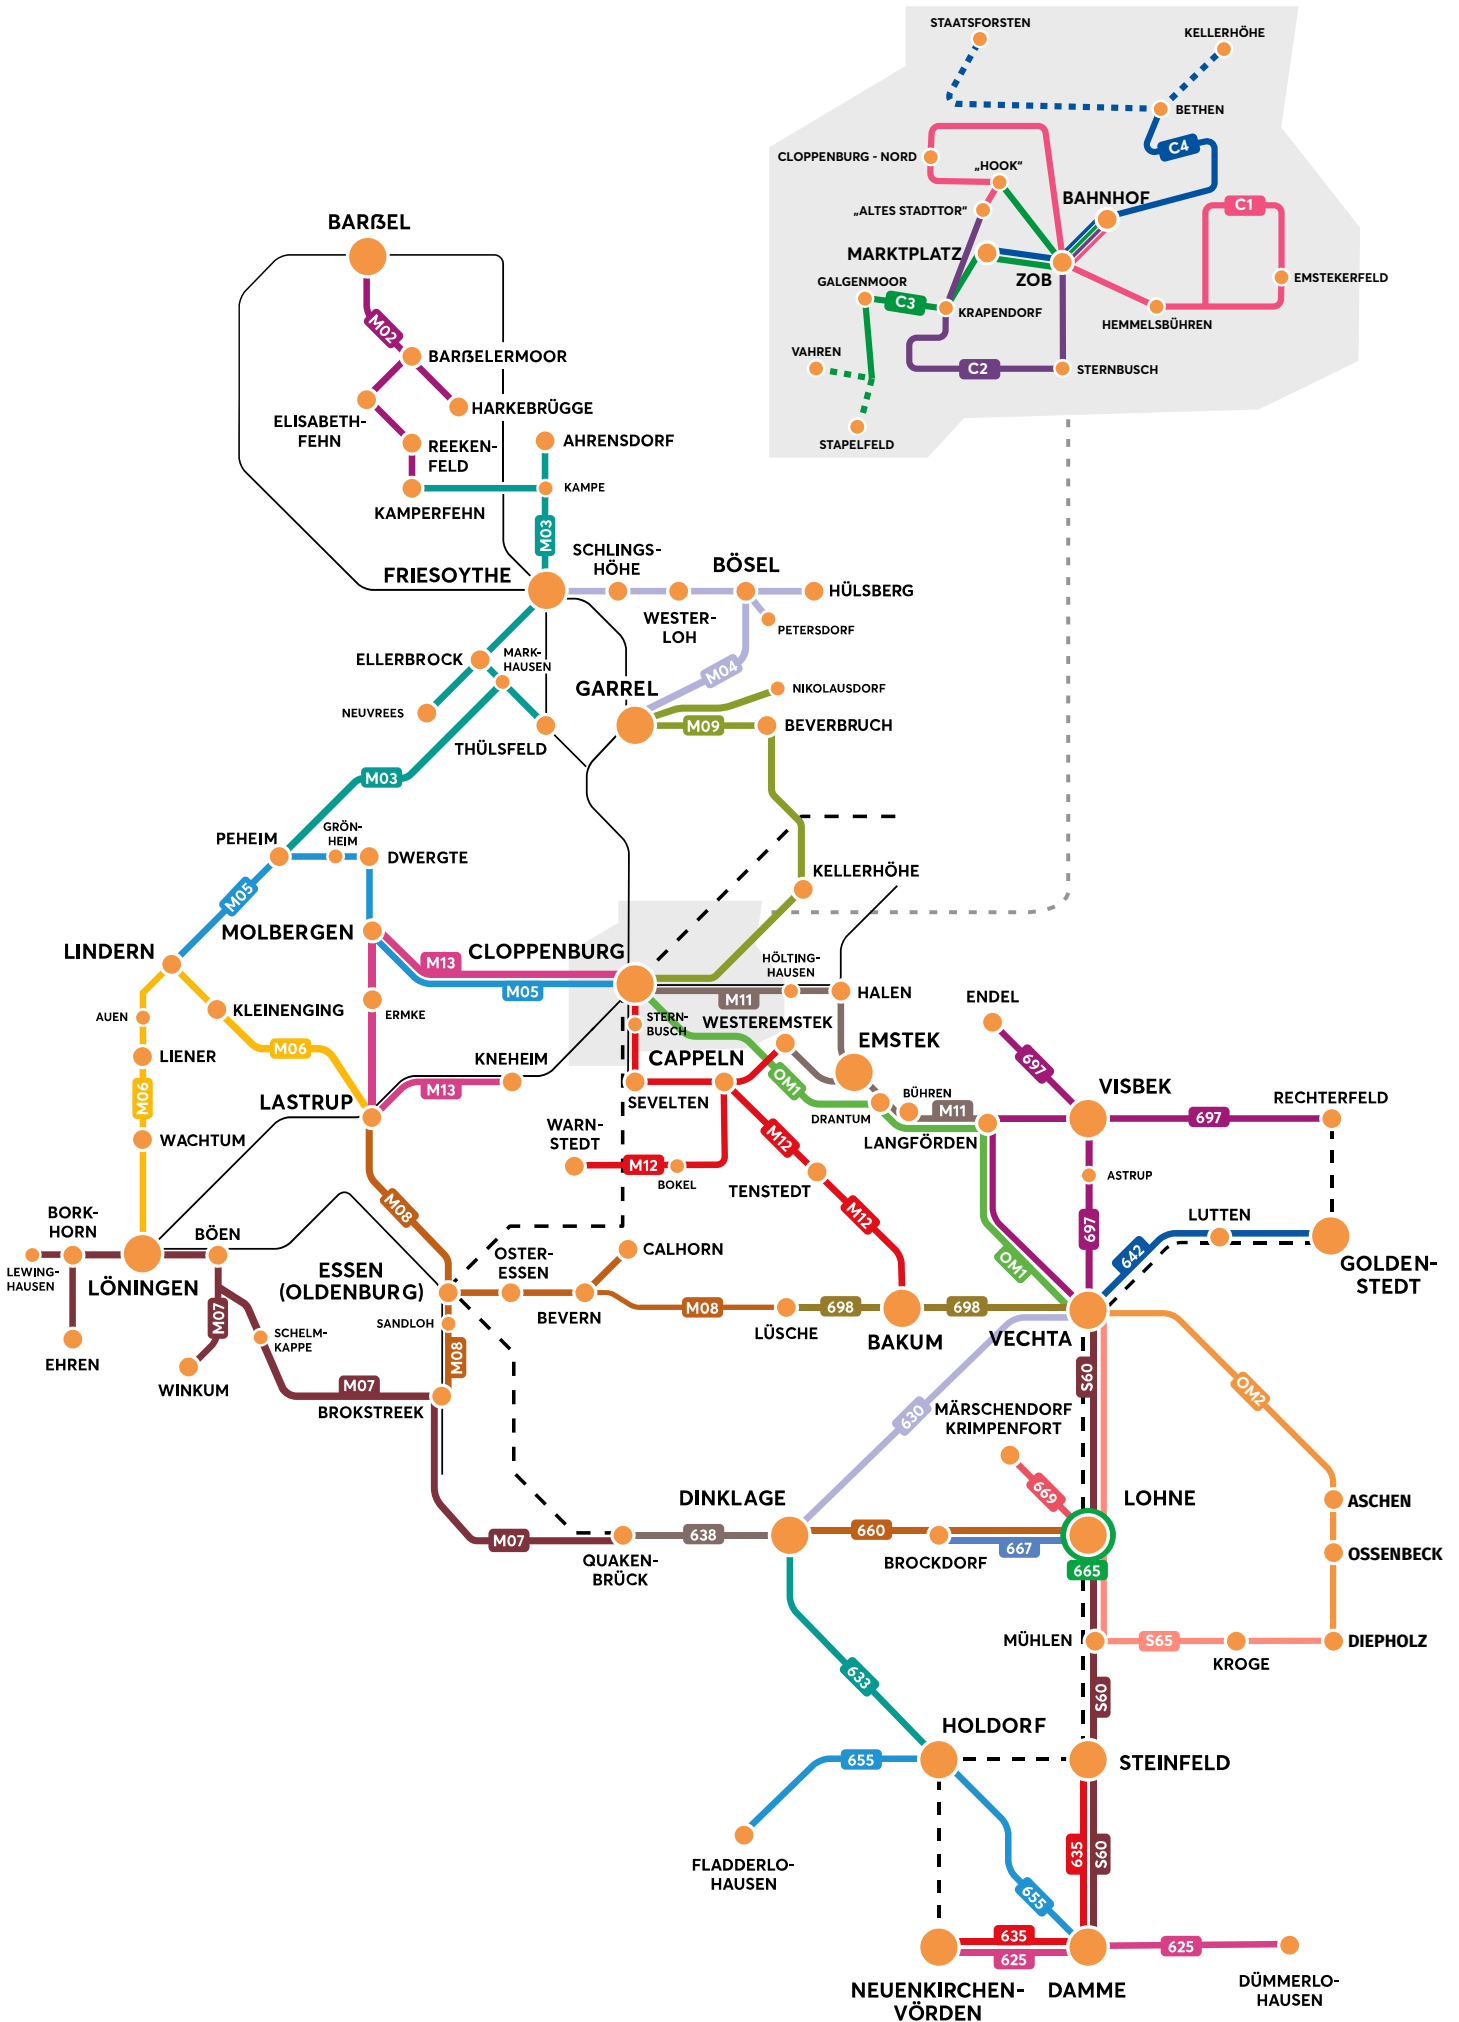 STAATSFORSTEN
KELLERHÖHE
BETHEN
C4
CLOPPENBURG - NORD
„HOOK"
BAHNHOF
C1
„ALTES STADTTOR"
MARKTPLATZ
ZOB
EMSTEKERFELD
GALGENMOOR
C3
KRAPENDORF
HEMMELSBÜHREN
VAHREN
C2
STERNBUSCH
STAPELFELD
BARẞEL
M02
BARẞELERMOOR
HARKEBRÜGGE
ELISABETH-
FEHN
REEKEN-
FELD
AHRENSDORF
KAMPE
KAMPERFEHN
M03
SCHLINGS-
HÖHE
BÖSEL
FRIESOYTHE
HÜLSBERG
WESTER-
LOH
PETERSDORF
ELLERBROCK
MARK-
HAUSEN
M04
GARREL
NIKOLAUSDORF
NEUVREES
M09
BEVERBRUCH
THÜLSFELD
M03
PEHEIM
GRÖN-
HEIM
DWERGTE
KELLERHÖHE
M05
MOLBERGEN
LINDERN
M13
CLOPPENBURG
M05
HÖLTING-
HAUSEN
M11
HALEN
ENDEL
AUEN
KLEINENGING
ERMKE
STERN-
BUSCH
WESTEREMSTEK
EMSTEK
LIENER
M06
KNEHEIM
CAPPELN
697
VISBEK
M06
M13
SEVELTEN
OM1
BÜHREN
M11
697
RECHTERFELD
LASTRUP
DRANTUM
LANGFÖRDEN
WACHTUM
WARN-
STEDT
M12
M12
BOKEL
TENSTEDT
ASTRUP
M08
M12
697
BORK-
HORN
BÖEN
LUTTEN
LEWING-
HAUSEN
LÖNINGEN
ESSEN
(OLDENBURG)
OSTER-
ESSEN
CALHORN
OM1
642
GOLDEN-
STEDT
M07
SANDLOH
BEVERN
M08
LÜSCHE
698
698
BAKUM
VECHTA
EHREN
SCHELM-
KAPPE
M08
WINKUM
M07
BROKSTREEK
S60
OM2
630
MÄRSCHENDORF
KRIMPENFORT
669
DINKLAGE
LOHNE
ASCHEN
M07
638
660
667
BROCKDORF
QUAKEN-
BRÜCK
665
OSSENBECK
MÜHLEN
S65
KROGE
DIEPHOLZ
633
S60
HOLDORF
655
STEINFELD
FLADDERLO-
HAUSEN
635
S60
655
635
625
625
NEUENKIRCHEN-
VÖRDEN
DAMME
DÜMMERLO-
HAUSEN